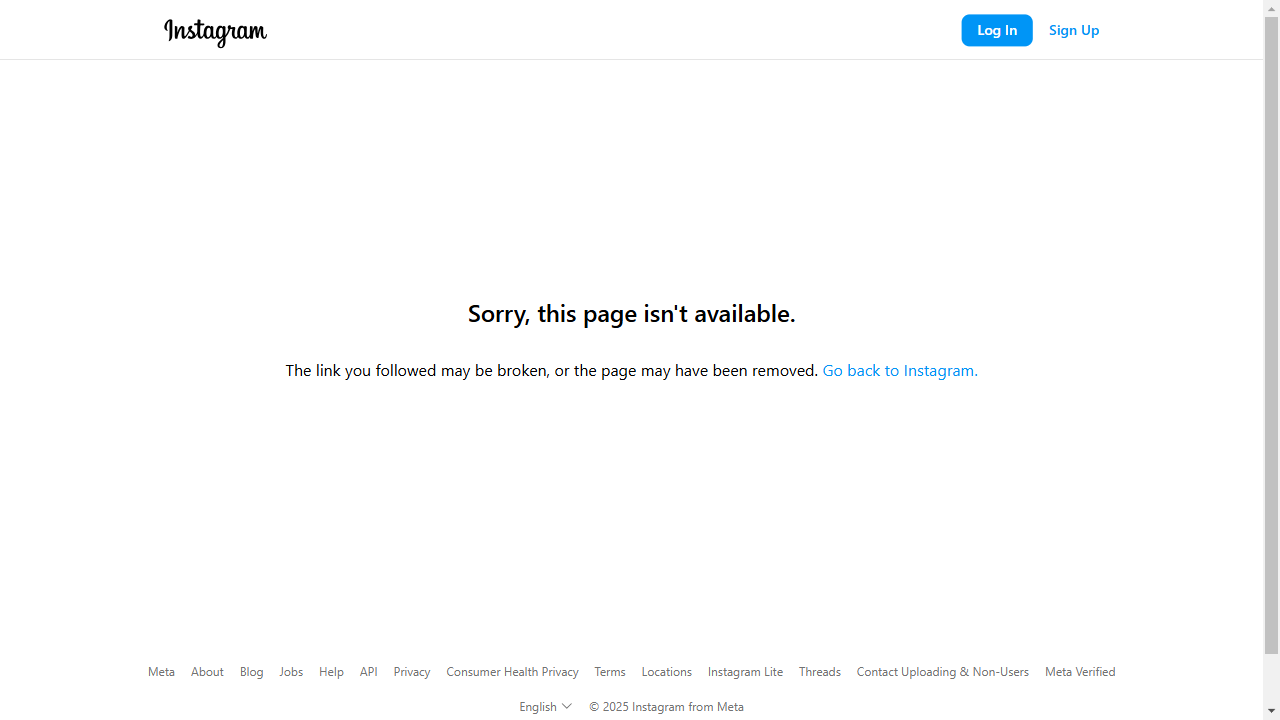 Instagram Log In Sign Up
Sorry, this page isn't available.
The link you followed may be broken, or the page may have been removed. Go back to Instagram.
Meta About Blog Jobs Help API Privacy Consumer Health Privacy Terms Locations Instagram Lite Threads Contact Uploading & Non-Users Meta Verified
English © 2025 Instagram from Meta